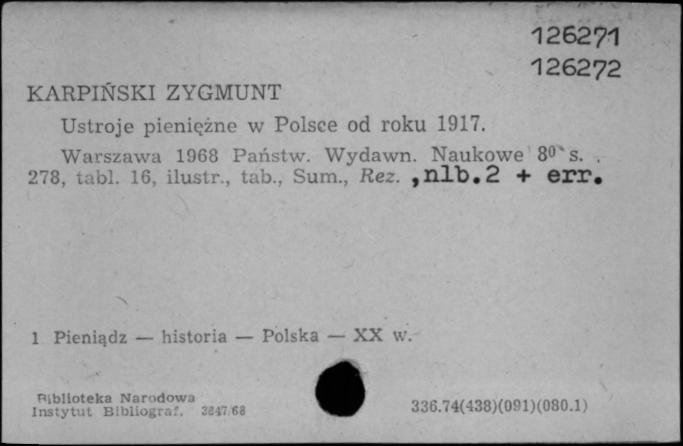 126271
126272
KARPIŃSKI ZYGMUNT
Ustroje pieniężne w Polsce od roku 1917.
Warszawa 1968 Państw. Wydawn. Naukowe 8⁰ s.
278, tabl. 16, ilustr., tab., Sum., Rez. ,nlb.2 + err.
1 Pieniądz — historia — Polska — XX w.
Biblioteka Narodowa
Instytut Bibliograf. 3847/68
336.74(438)(091)(080.1)